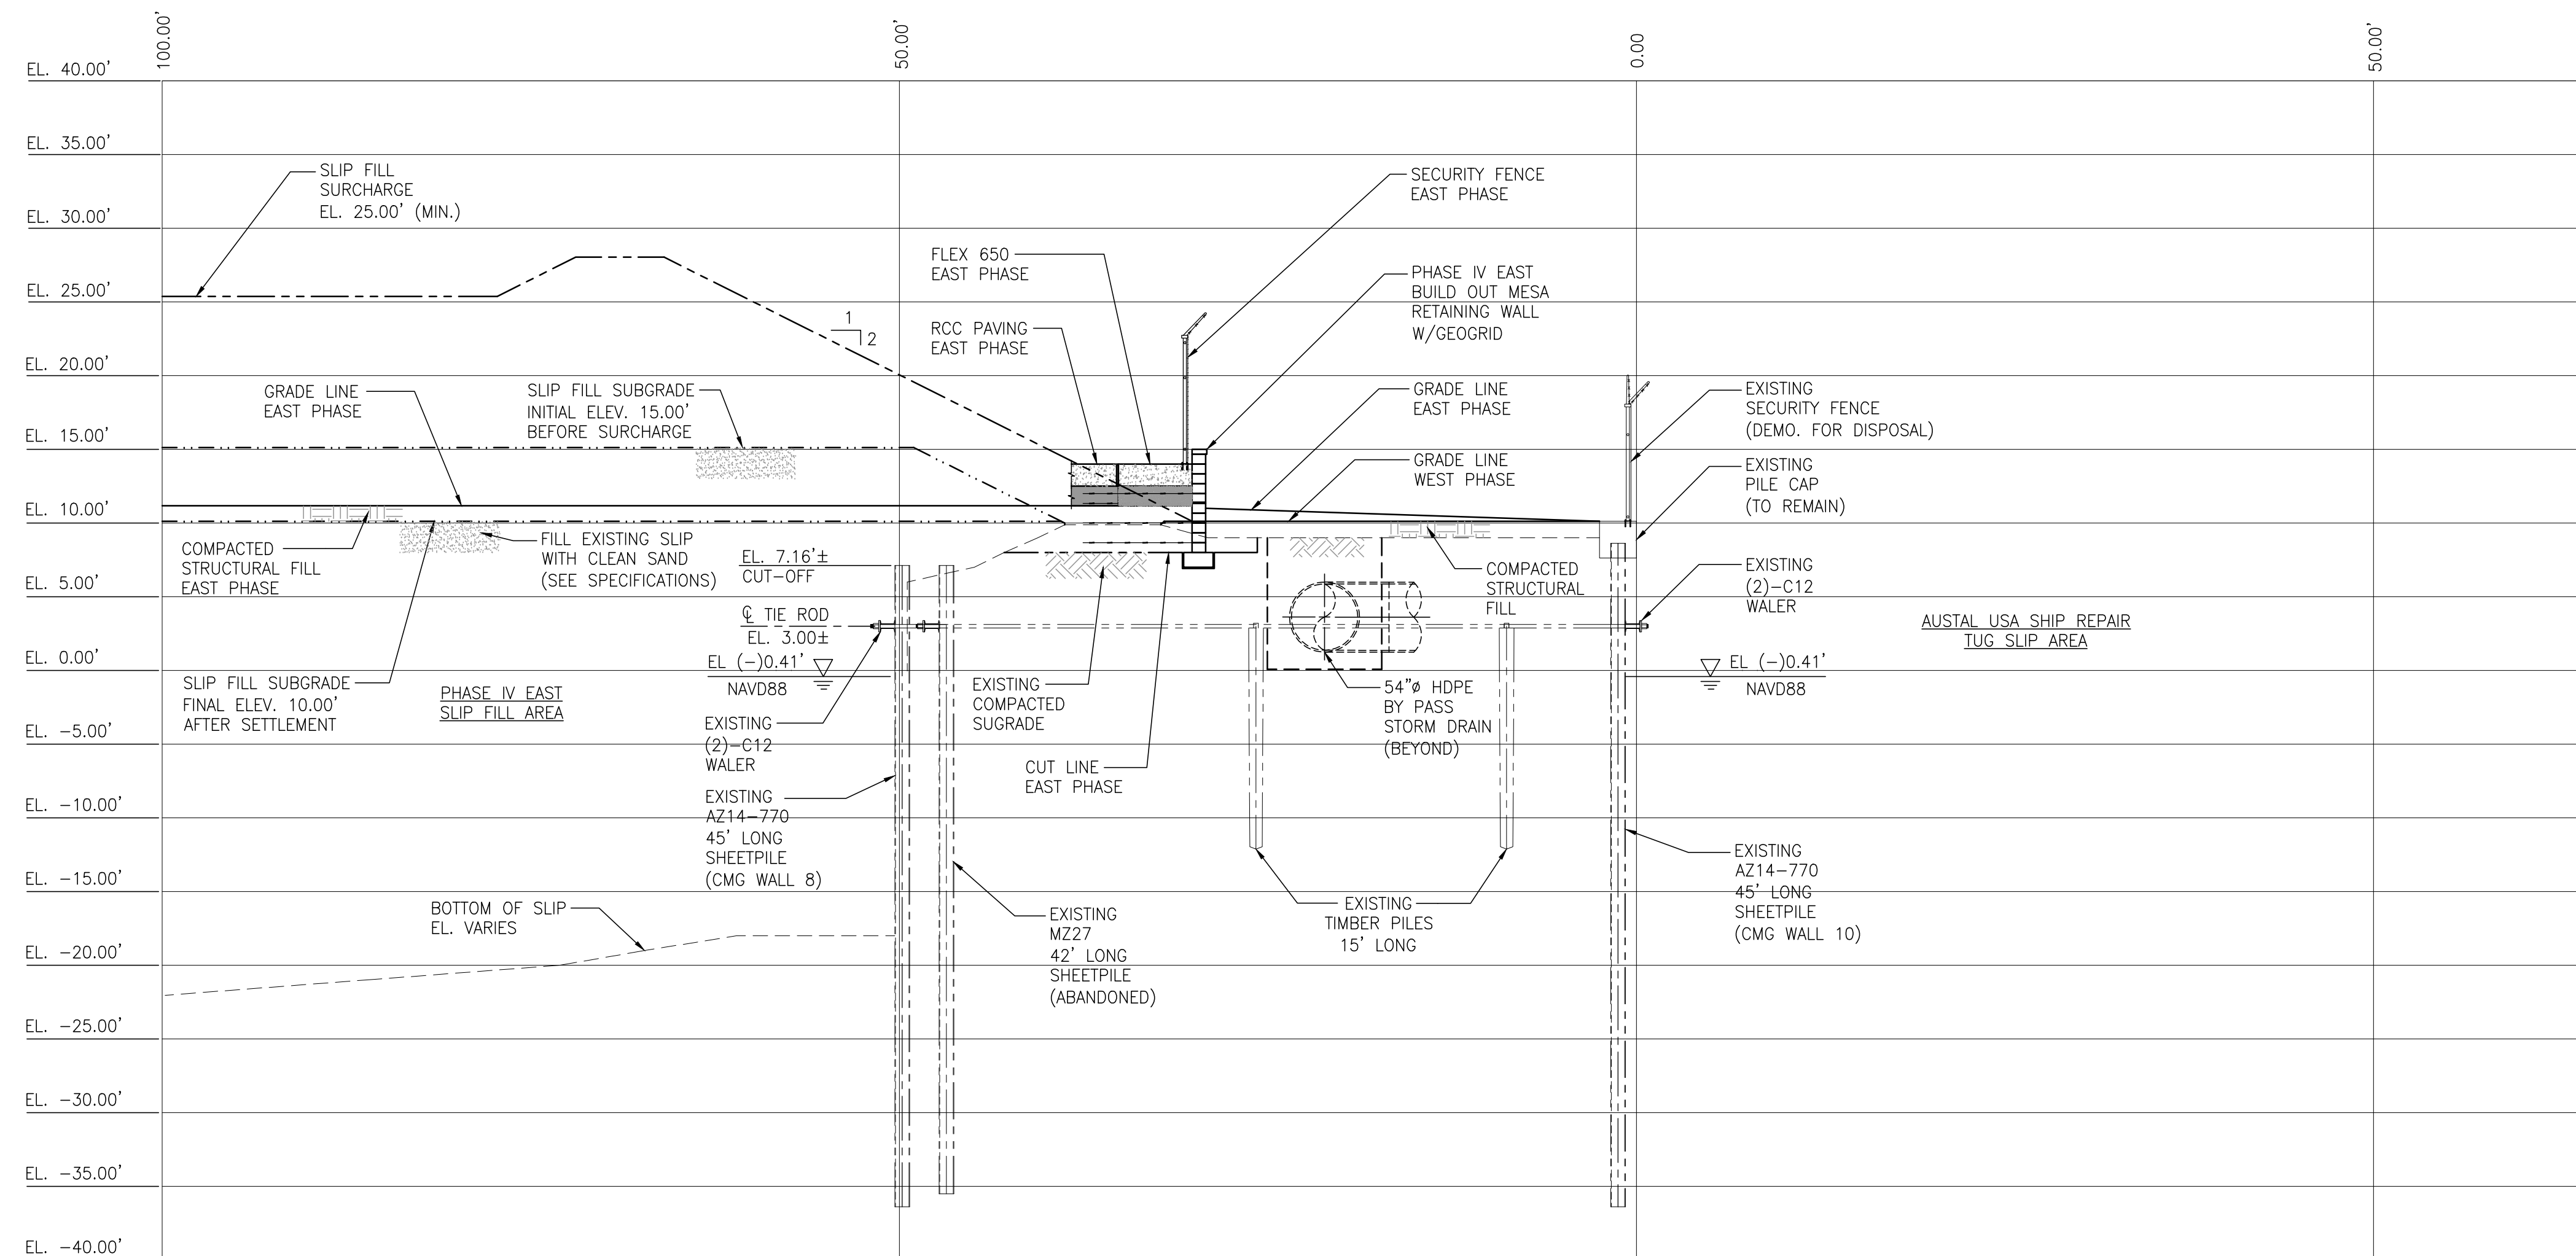 100.00'
50.00'
0.00
50.00'
EL. 40.00'
EL. 35.00'
EL. 30.00'
EL. 25.00'
EL. 20.00'
EL. 15.00'
EL. 10.00'
EL. 5.00'
EL. 0.00'
EL. -5.00'
EL. -10.00'
EL. -15.00'
EL. -20.00'
EL. -25.00'
EL. -30.00'
EL. -35.00'
EL. -40.00'
SLIP FILL
SURCHARGE
EL. 25.00' (MIN.)
GRADE LINE
EAST PHASE
SLIP FILL SUBGRADE
INITIAL ELEV. 15.00'
BEFORE SURCHARGE
1
2
FLEX 650
EAST PHASE
RCC PAVING
EAST PHASE
SECURITY FENCE
EAST PHASE
PHASE IV EAST
BUILD OUT MESA
RETAINING WALL
W/GEOGRID
GRADE LINE
EAST PHASE
GRADE LINE
WEST PHASE
EXISTING
SECURITY FENCE
(DEMO. FOR DISPOSAL)
EXISTING
PILE CAP
(TO REMAIN)
EXISTING
(2)-C12
WALER
COMPACTED
STRUCTURAL FILL
EAST PHASE
FILL EXISTING SLIP
WITH CLEAN SAND
(SEE SPECIFICATIONS)
EL. 7.16'±
CUT-OFF
℄ TIE ROD
EL. 3.00±
EL (-)0.41'
NAVD88
COMPACTED
STRUCTURAL
FILL
AUSTAL USA SHIP REPAIR
TUG SLIP AREA
EL (-)0.41'
NAVD88
SLIP FILL SUBGRADE
FINAL ELEV. 10.00'
AFTER SETTLEMENT
PHASE IV EAST
SLIP FILL AREA
EXISTING
(2)-C12
WALER
EXISTING
COMPACTED
SUGRADE
54"ø HDPE
BY PASS
STORM DRAIN
(BEYOND)
CUT LINE
EAST PHASE
EXISTING
AZ14-770
45' LONG
SHEETPILE
(CMG WALL 8)
BOTTOM OF SLIP
EL. VARIES
EXISTING
MZ27
42' LONG
SHEETPILE
(ABANDONED)
EXISTING
TIMBER PILES
15' LONG
EXISTING
AZ14-770
45' LONG
SHEETPILE
(CMG WALL 10)